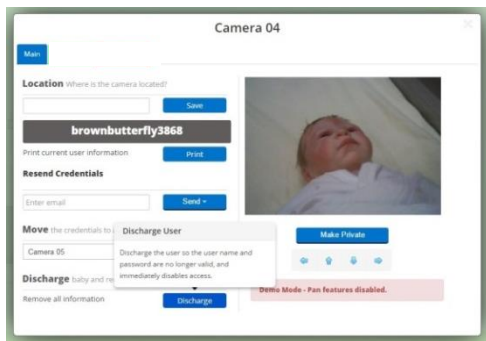 Camera 04
Main
Location Where is the camera located?
Save
brownbutterfly3868
Print current user information
Print
Resend Credentials
Enter email
Send
Move the credentials to
Camera 05
Discharge User
Discharge the user so the user name and
password are no longer valid, and
immediately disables access.
Discharge baby and re
Remove all information
Discharge
Make Private
Demo Mode - Pan features disabled.